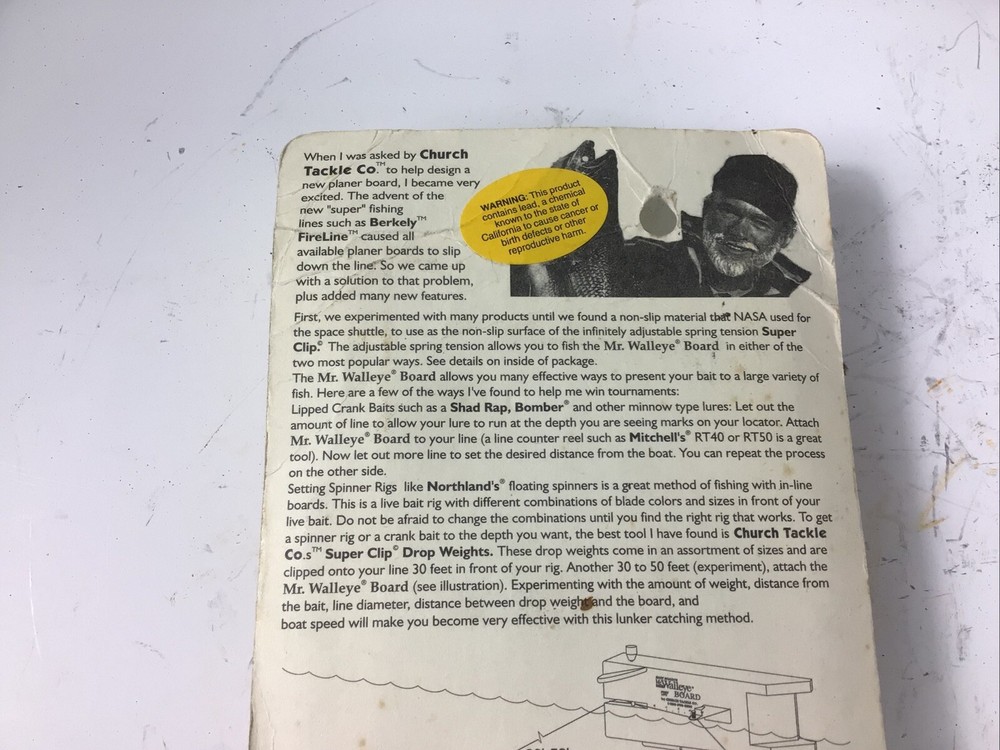 When I was asked by Church
Tackle Co.™ to help design a
new planer board, I became very
excited. The advent of the
new "super" fishing
lines such as Berkely™
FireLine™ caused all
available planer boards to slip
down the line. So we came up
with a solution to that problem,
plus added many new features.
WARNING: This product
contains lead, a chemical
known to the state of
California to cause cancer or
birth defects or other
reproductive harm.
First, we experimented with many products until we found a non-slip material that NASA used for
the space shuttle, to use as the non-slip surface of the infinitely adjustable spring tension Super
Clip.© The adjustable spring tension allows you to fish the Mr. Walleye® Board in either of the
two most popular ways. See details on inside of package.
The Mr. Walleye® Board allows you many effective ways to present your bait to a large variety of
fish. Here are a few of the ways I've found to help me win tournaments:
Lipped Crank Baits such as a Shad Rap, Bomber® and other minnow type lures: Let out the
amount of line to allow your lure to run at the depth you are seeing marks on your locator. Attach
Mr. Walleye® Board to your line (a line counter reel such as Mitchell's® RT40 or RT50 is a great
tool). Now let out more line to set the desired distance from the boat. You can repeat the process
on the other side.
Setting Spinner Rigs like Northland's® floating spinners is a great method of fishing with in-line
boards. This is a live bait rig with different combinations of blade colors and sizes in front of your
live bait. Do not be afraid to change the combinations until you find the right rig that works. To get
a spinner rig or a crank bait to the depth you want, the best tool I have found is Church Tackle
Co.s™ Super Clip© Drop Weights. These drop weights come in an assortment of sizes and are
clipped onto your line 30 feet in front of your rig. Another 30 to 50 feet (experiment), attach the
Mr. Walleye® Board (see illustration). Experimenting with the amount of weight, distance from
the bait, line diameter, distance between drop weight and the board, and
boat speed will make you become very effective with this lunker catching method.
Walleye®
BOARD